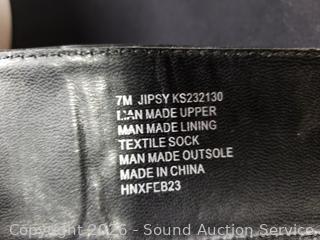 7M JIPSY KS232130
MAN MADE UPPER
MAN MADE LINING
TEXTILE SOCK
MAN MADE OUTSOLE
MADE IN CHINA
HNXFEB23
Copyright 2026 - Sound Auction Service -